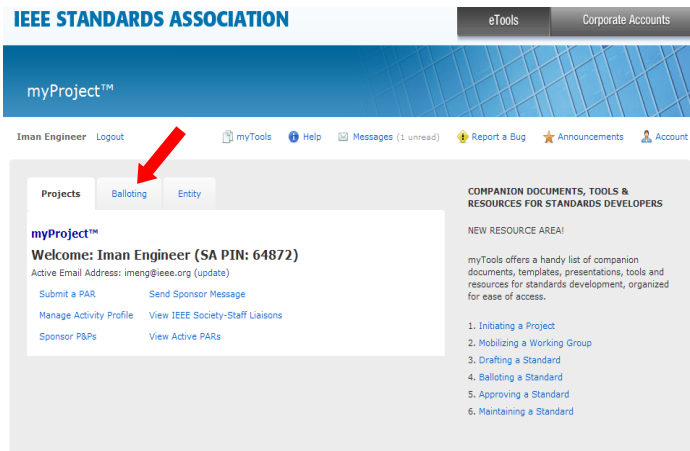 IEEE STANDARDS ASSOCIATION
eTools
Corporate Accounts
myProject™
Iman Engineer Logout
myTools
Help
Messages (1 unread)
Report a Bug
Announcements
Account
Projects
Balloting
Entity
myProject™
Welcome: Iman Engineer (SA PIN: 64872)
Active Email Address: imeng@ieee.org (update)
Submit a PAR
Send Sponsor Message
Manage Activity Profile
View IEEE Society-Staff Liaisons
Sponsor P&Ps
View Active PARs
COMPANION DOCUMENTS, TOOLS &
RESOURCES FOR STANDARDS DEVELOPERS
NEW RESOURCE AREA!
myTools offers a handy list of companion
documents, templates, presentations, tools and
resources for standards development, organized
for ease of access.
1. Initiating a Project
2. Mobilizing a Working Group
3. Drafting a Standard
4. Balloting a Standard
5. Approving a Standard
6. Maintaining a Standard